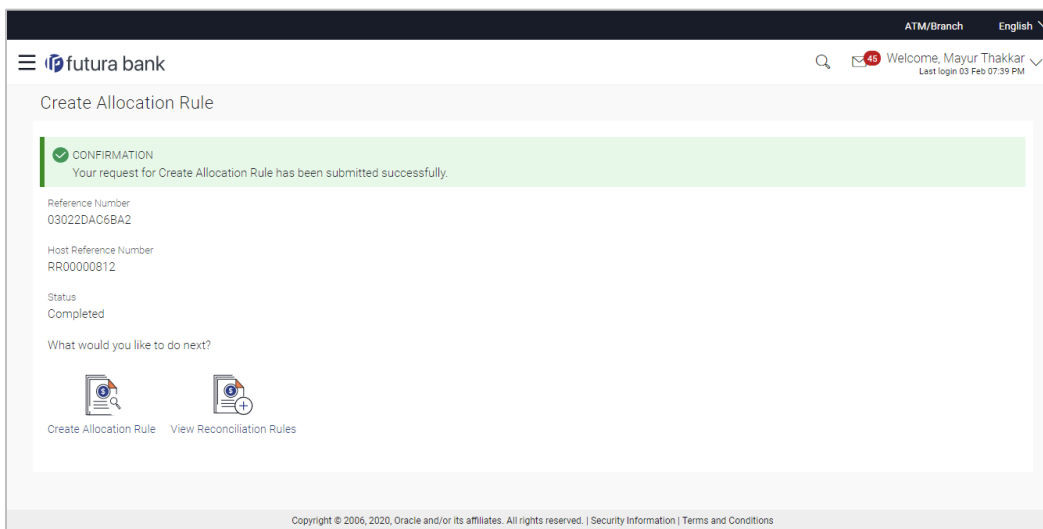 ATM/Branch English
futura bank
45 Welcome, Mayur Thakkar
Last login 03 Feb 07:39 PM
Create Allocation Rule
CONFIRMATION
Your request for Create Allocation Rule has been submitted successfully.
Reference Number
03022DAC6BA2
Host Reference Number
RR00000812
Status
Completed
What would you like to do next?
Create Allocation Rule View Reconciliation Rules
Copyright © 2006, 2020, Oracle and/or its affiliates. All rights reserved. | Security Information | Terms and Conditions